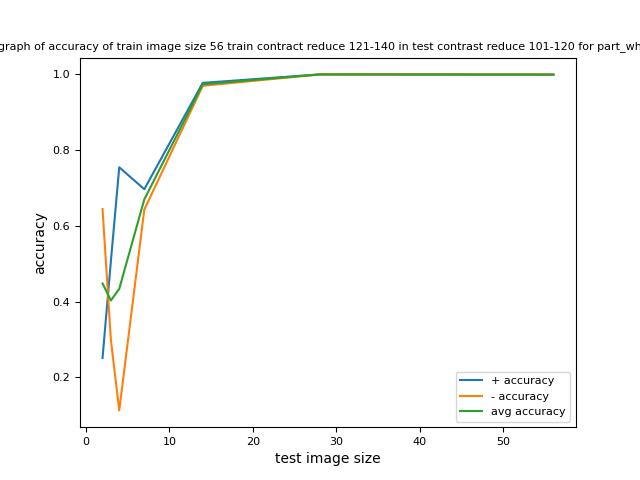 graph of accuracy of train image size 56 train contract reduce 121-140 in test contrast reduce 101-120 for
1.0
0.8
0.6
0.4
0.2
accuracy
+ accuracy
- accuracy
avg accuracy
0 10 20 30 40 50
test image size